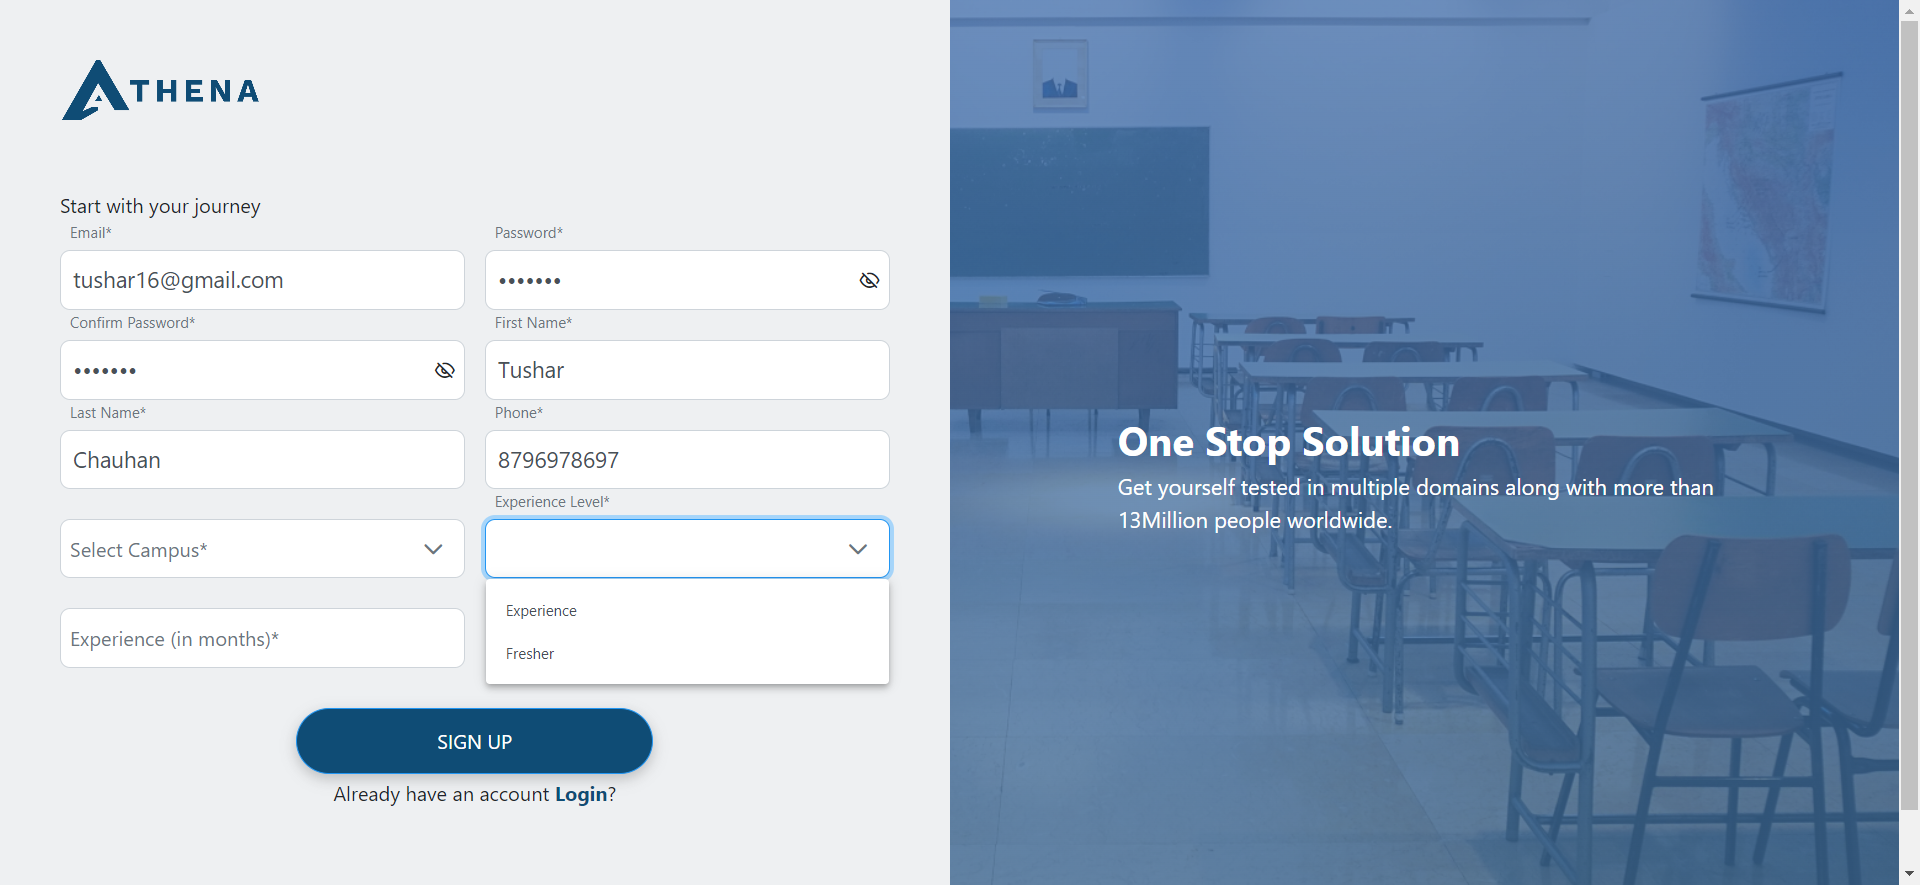 ATHENA
Start with your journey
Email*
Password*
tushar16@gmail.com
•••••••
Confirm Password*
First Name*
•••••••
Tushar
Last Name*
Phone*
Chauhan
8796978697
Experience Level*
Select Campus*
Experience
Experience (in months)*
Fresher
SIGN UP
Already have an account Login?
One Stop Solution
Get yourself tested in multiple domains along with more than
13Million people worldwide.